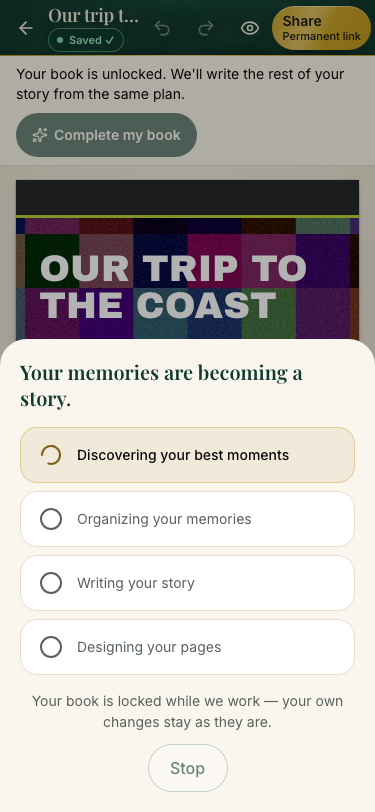 Our trip t...
Saved ✓
Share
Permanent link
Your book is unlocked. We'll write the rest of your
story from the same plan.
Complete my book
OUR TRIP TO
THE COAST
Your memories are becoming a
story.
Discovering your best moments
Organizing your memories
Writing your story
Designing your pages
Your book is locked while we work — your own
changes stay as they are.
Stop